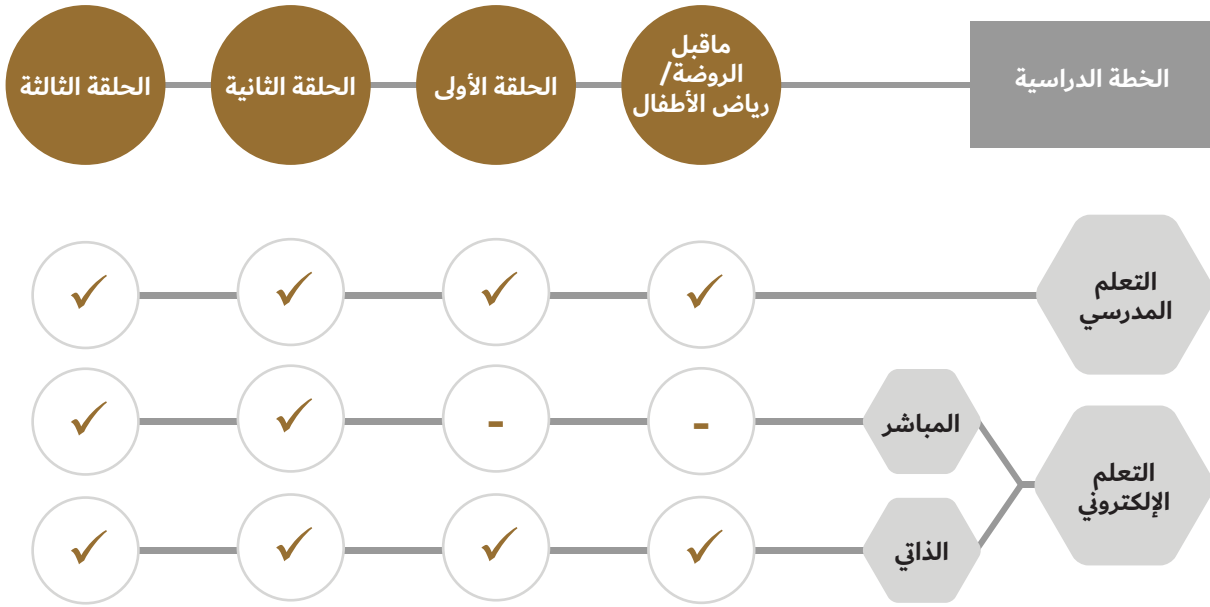 الخطة الدراسية
ماقبل
الروضة/
رياض الأطفال
الحلقة الأولى
الحلقة الثانية
الحلقة الثالثة
التعلم
المدرسي
✓
✓
✓
✓
التعلم
الإلكتروني
المباشر
-
-
✓
✓
الذاتي
✓
✓
✓
✓